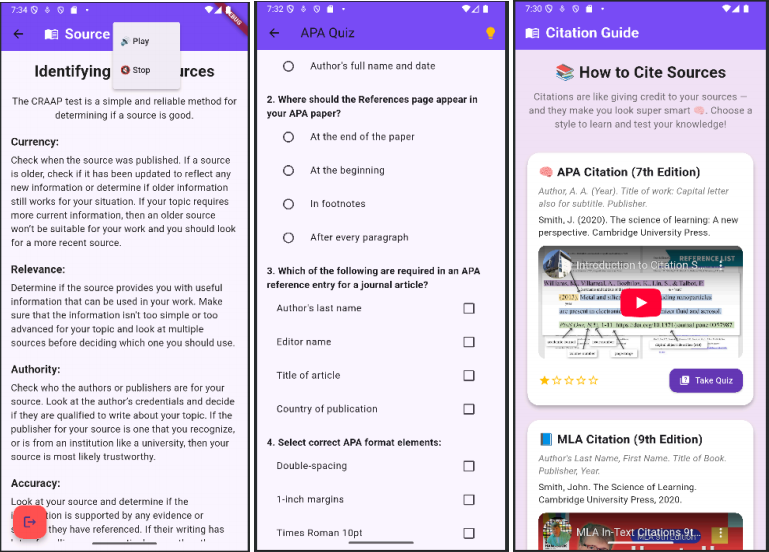 7:34
BUG
Source
Play
Stop
Identifying
urces
The CRAAP test is a simple and reliable method for
determining if a source is good.
Currency:
Check when the source was published. If a source
is older, check if it has been updated to reflect any
new information or determine if older information
still works for your situation. If your topic requires
more current information, then an older source
won't be suitable for your work and you should look
for a more recent source.
Relevance:
Determine if the source provides you with useful
information that can be used in your work. Make
sure that the information isn't too simple or too
advanced for your topic and look at multiple
sources before deciding which one you should use.
Authority:
Check who the authors or publishers are for your
source. Look at the author's credentials and decide
if they are qualified to write about your topic. If the
publisher for your source is one that you recognize,
or is from an institution like a university, then your
source is most likely trustworthy.
Accuracy:
Look at your source and determine if the
tion is supported by any evidence or
they have referenced. If their writing has
7:32
APA Quiz
Author's full name and date
2. Where should the References page appear in
your APA paper?
At the end of the paper
At the beginning
In footnotes
After every paragraph
3. Which of the following are required in an APA
reference entry for a journal article?
Author's last name
Editor name
Title of article
Country of publication
4. Select correct APA format elements:
Double-spacing
1-inch margins
Times Roman 10pt
7:30
Citation Guide
How to Cite Sources
Citations are like giving credit to your sources —
and they make you look super smart 🧠. Choose a
style to learn and test your knowledge!
APA Citation (7th Edition)
Author, A. A. (Year). Title of work: Capital letter
also for subtitle. Publisher.
Smith, J. (2020). The science of learning: A new
perspective. Cambridge University Press.
REFERENCE LIST
Introduction to Citation S
Take Quiz
MLA Citation (9th Edition)
Author's Last Name, First Name. Title of Book.
Publisher, Year.
Smith, John. The Science of Learning.
Cambridge University Press, 2020.
MLA In-Text Citations 9t
MLA 9th Edition